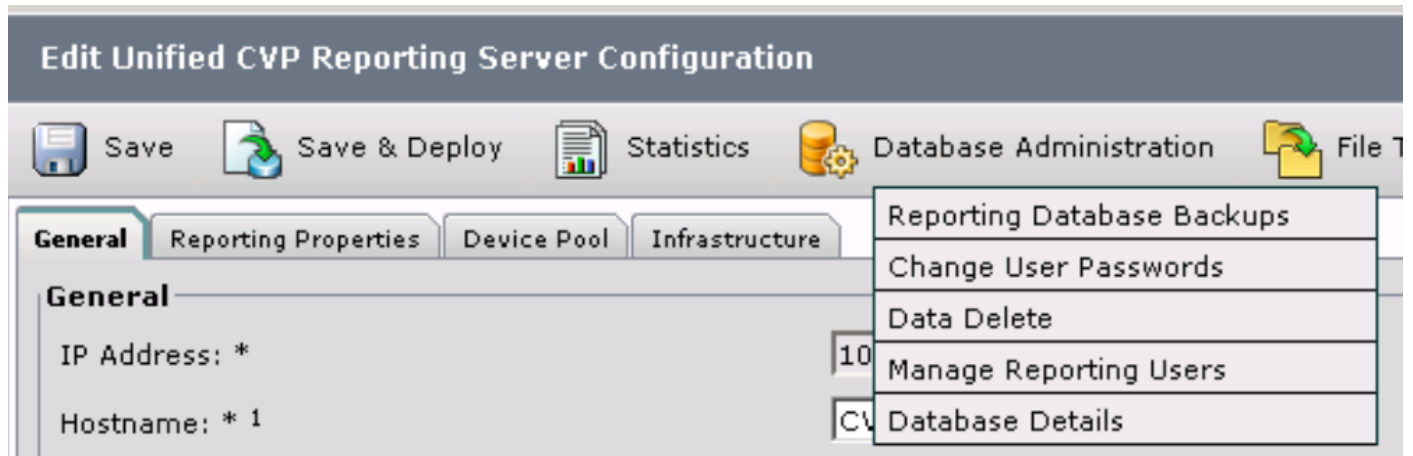 Edit Unified CVP Reporting Server Configuration
Save Save & Deploy Statistics Database Administration File
General Reporting Properties Device Pool Infrastructure
Reporting Database Backups
Change User Passwords
Data Delete
Manage Reporting Users
Database Details
General
IP Address: * 10
Hostname: * 1